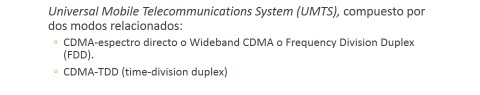 Universal Mobile Telecommunications System (UMTS), compuesto por
dos modos relacionados:
▫ CDMA-espectro directo o Wideband CDMA o Frequency Division Duplex
(FDD).
▫ CDMA-TDD (time-division duplex)